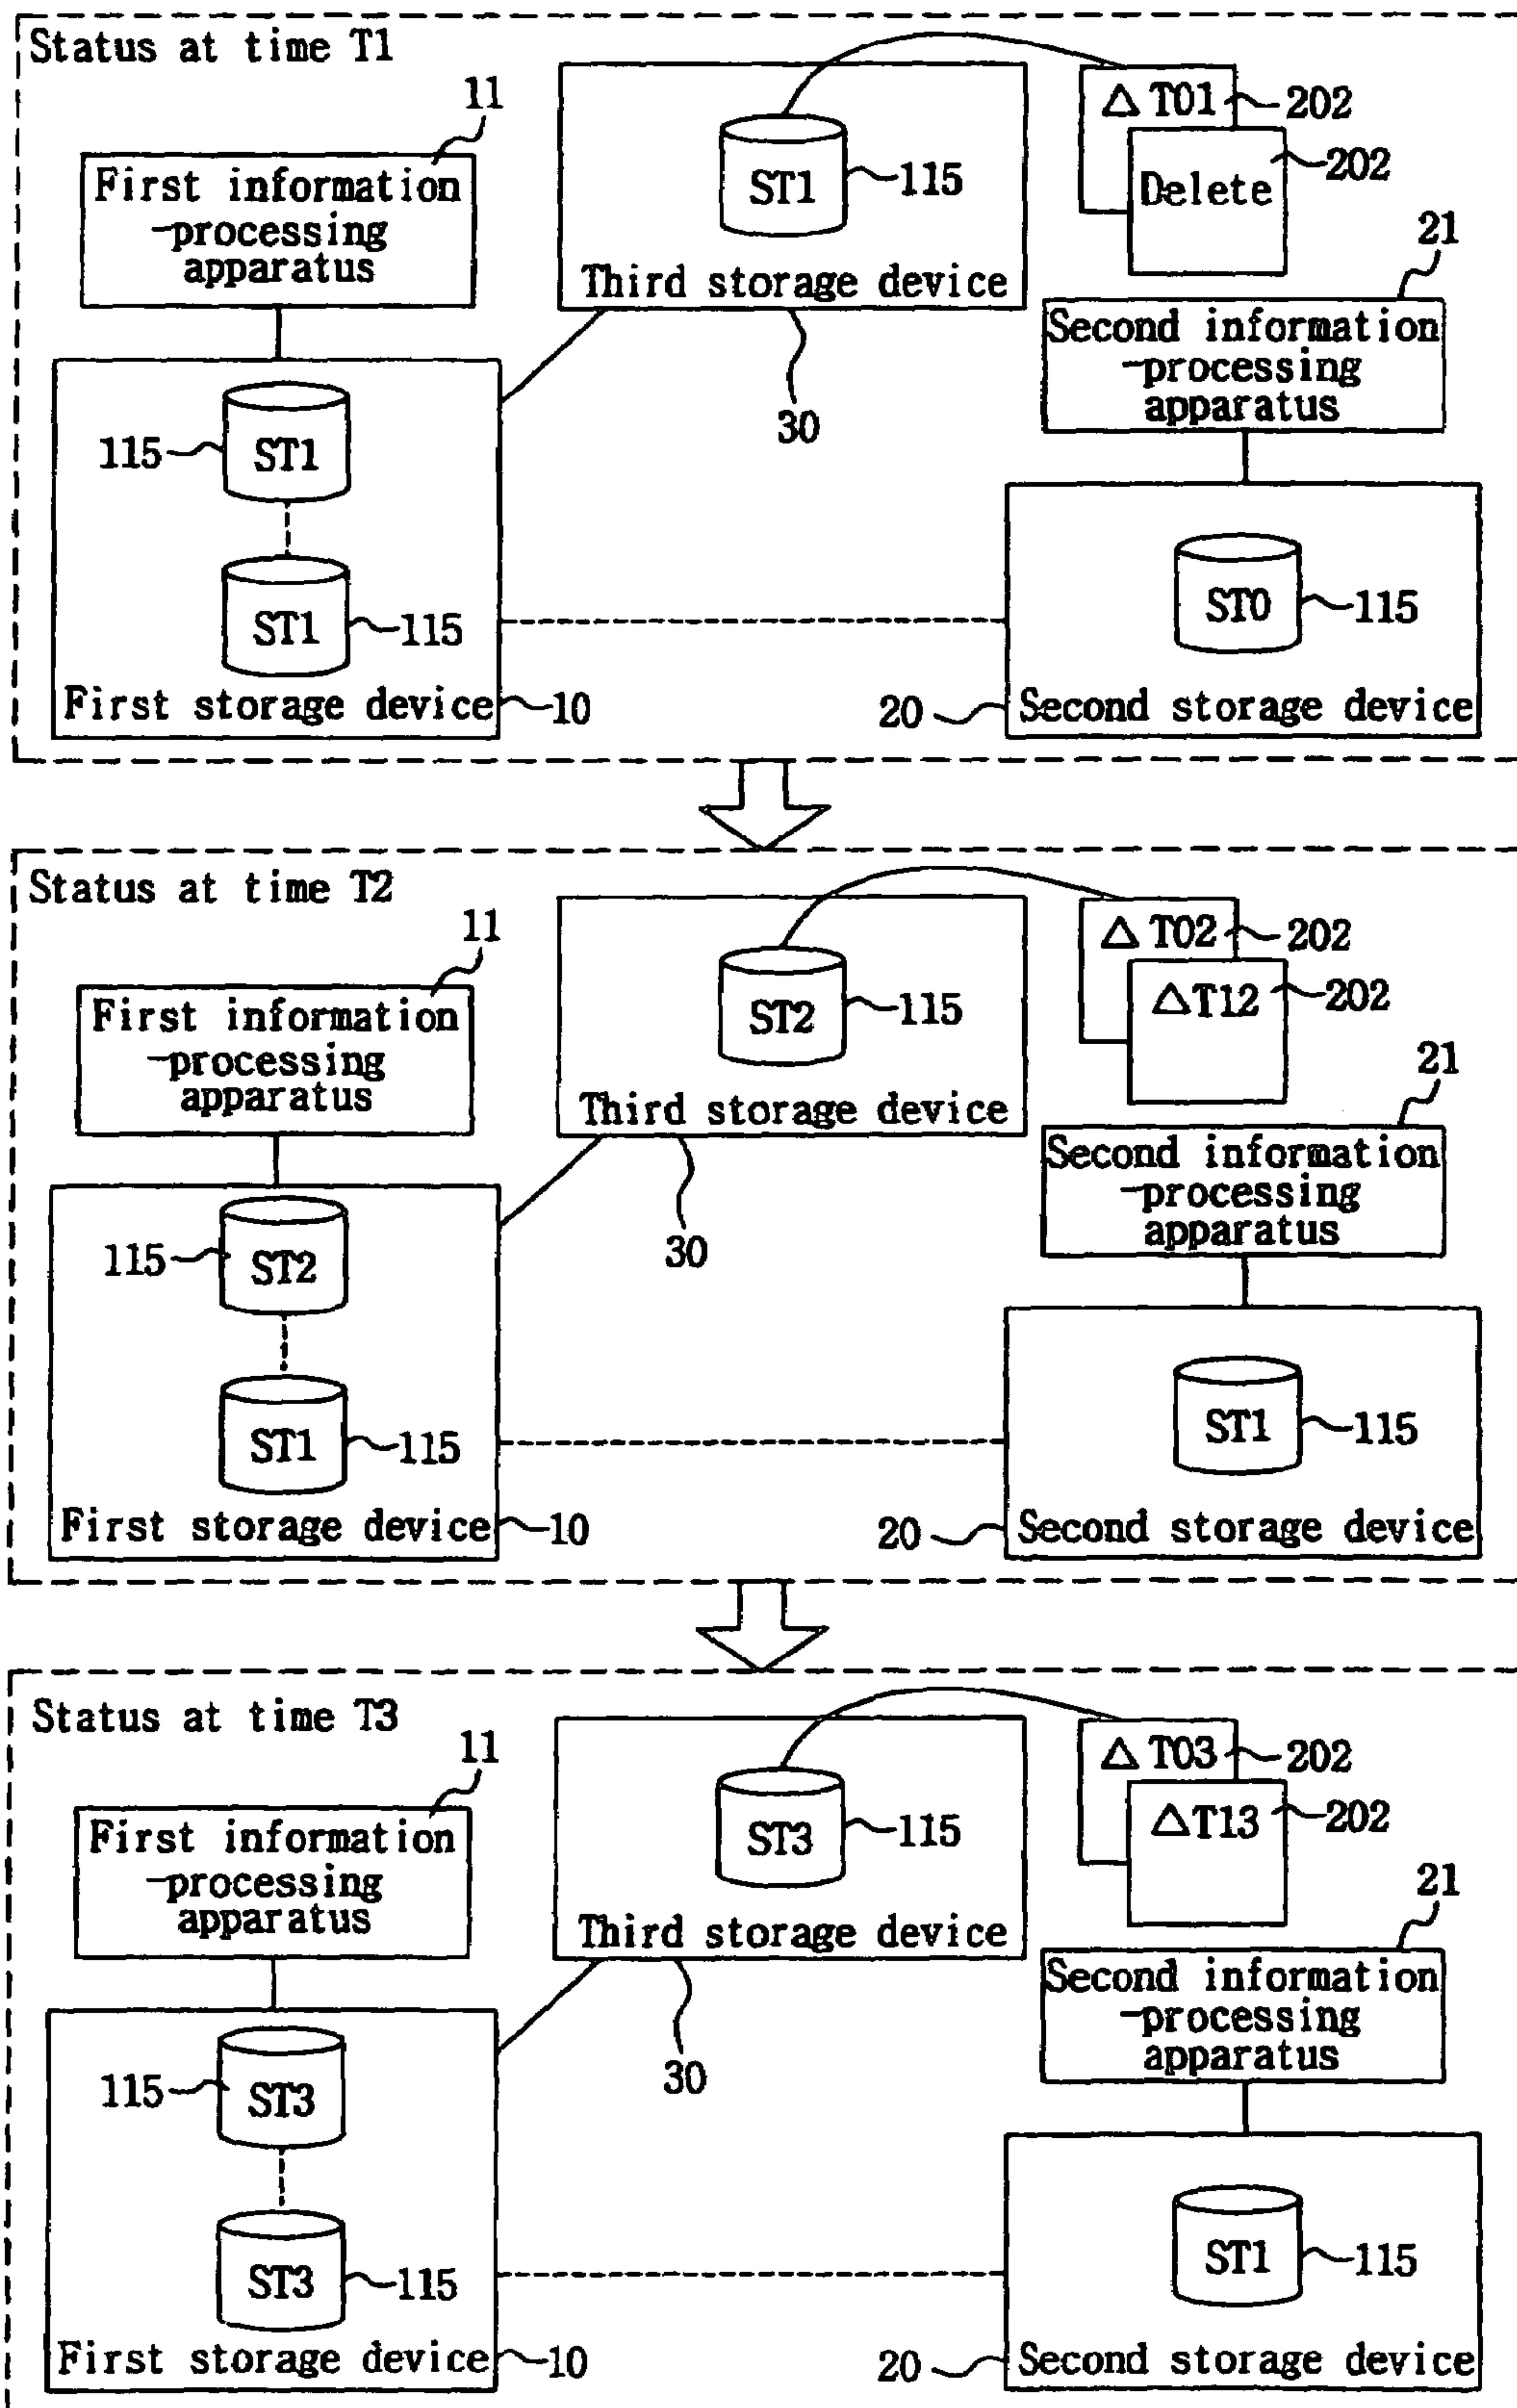 Status at time T1
11
First information
-processing
apparatus
ST1
115
Third storage device
30
△ T01
202
Delete
202
21
Second information
-processing
apparatus
115
ST1
ST1
115
First storage device
10
ST0
115
20
Second storage device
Status at time T2
11
First information
-processing
apparatus
ST2
115
Third storage device
30
△ T02
202
△T12
202
21
Second information
-processing
apparatus
115
ST2
ST1
115
First storage device
10
ST1
115
20
Second storage device
Status at time T3
11
First information
-processing
apparatus
ST3
115
Third storage device
30
△ T03
202
△T13
202
21
Second information
-processing
apparatus
115
ST3
ST3
115
First storage device
10
ST1
115
20
Second storage device